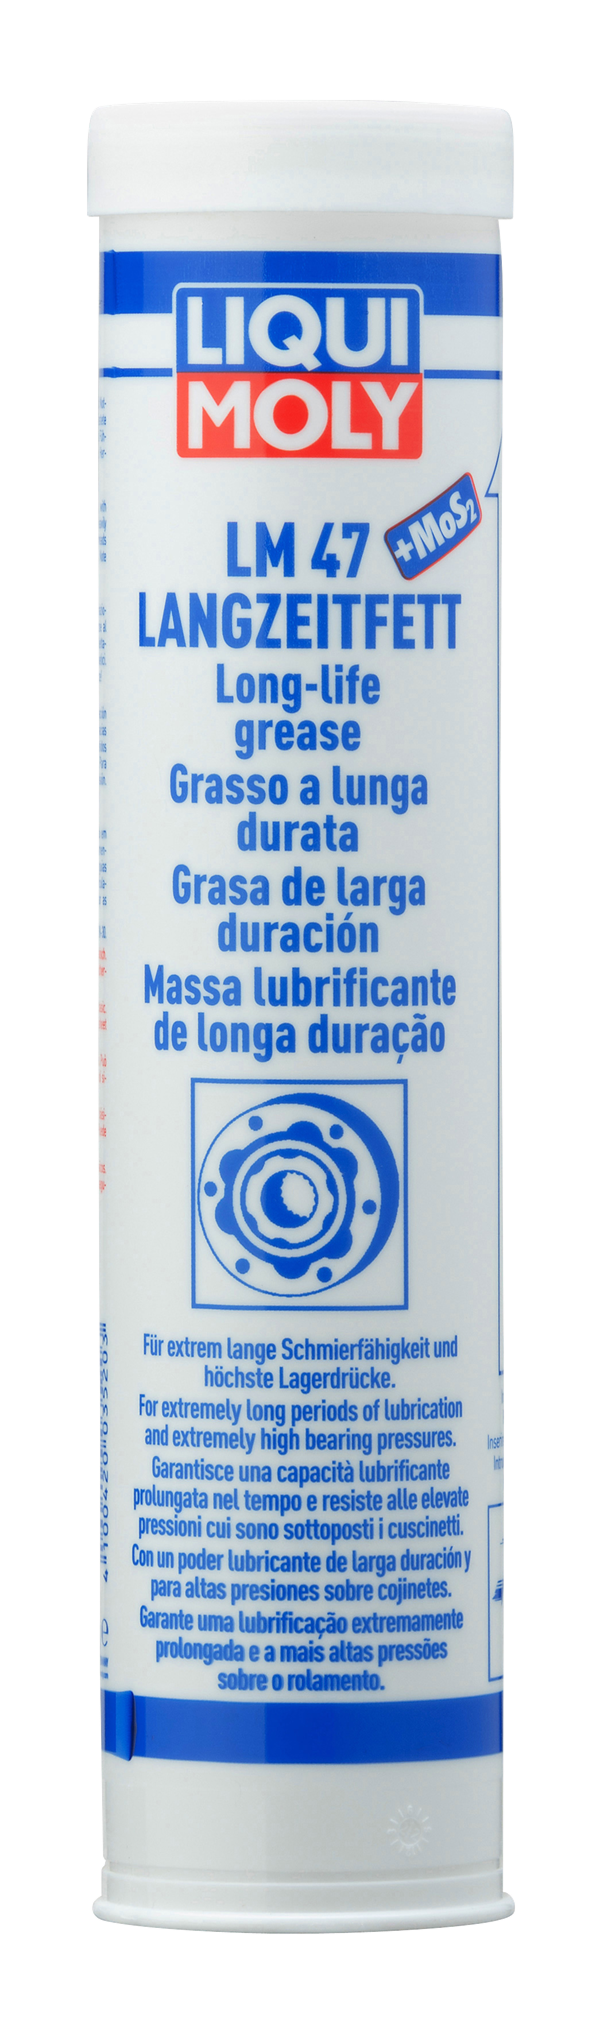 LIQUI
MOLY
+MoS₂
LM 47
LANGZEITFETT
Long-life
grease
Grasso a lunga
durata
Grasa de larga
duración
Massa lubrificante
de longa duração
Für extrem lange Schmierfähigkeit und
höchste Lagerdrücke.
For extremely long periods of lubrication
and extremely high bearing pressures.
Garantisce una capacità lubrificante
prolungata nel tempo e resiste alle elevate
pressioni cui sono sottoposti i cuscinetti.
Con un poder lubricante de larga duración y
para altas presiones sobre cojinetes.
Garante uma lubrificação extremamente
prolongada e a mais altas pressões
sobre o rolamento.